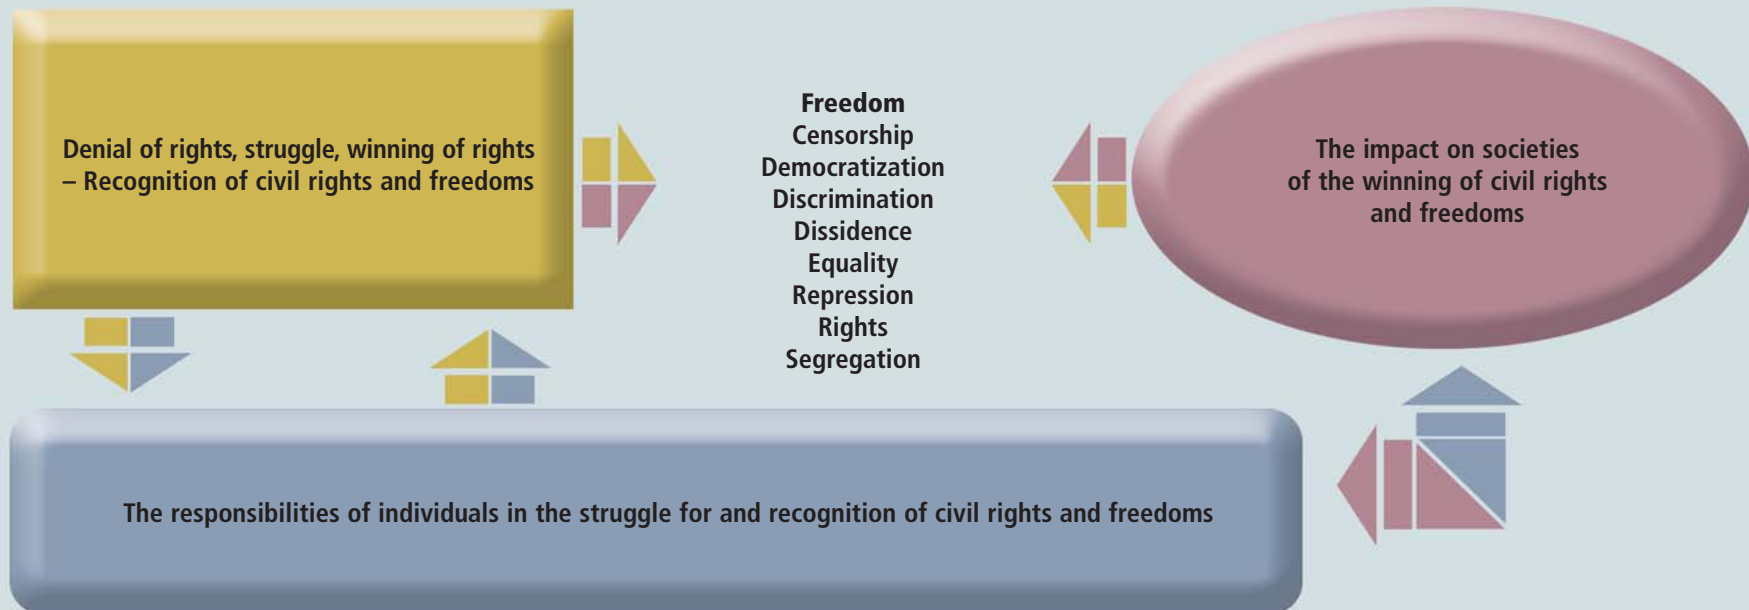 Denial of rights, struggle, winning of rights
– Recognition of civil rights and freedoms
Freedom
Censorship
Democratization
Discrimination
Dissidence
Equality
Repression
Rights
Segregation
The impact on societies
of the winning of civil rights
and freedoms
The responsibilities of individuals in the struggle for and recognition of civil rights and freedoms